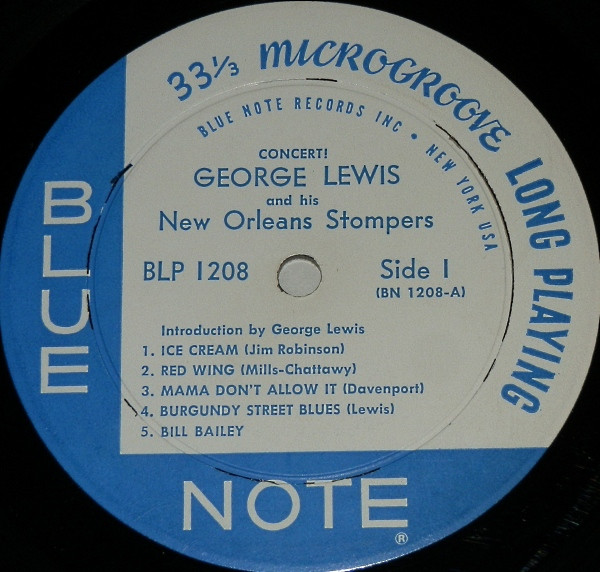 33⅓ MICROGROOVE LONG PLAYING
BLUE NOTE RECORDS INC • NEW YORK USA
CONCERT!
GEORGE LEWIS
and his
New Orleans Stompers
BLP 1208
Side 1
(BN 1208-A)
Introduction by George Lewis
1. ICE CREAM (Jim Robinson)
2. RED WING (Mills-Chattawy)
3. MAMA DON'T ALLOW IT (Davenport)
4. BURGUNDY STREET BLUES (Lewis)
5. BILL BAILEY
BLUE
NOTE ®